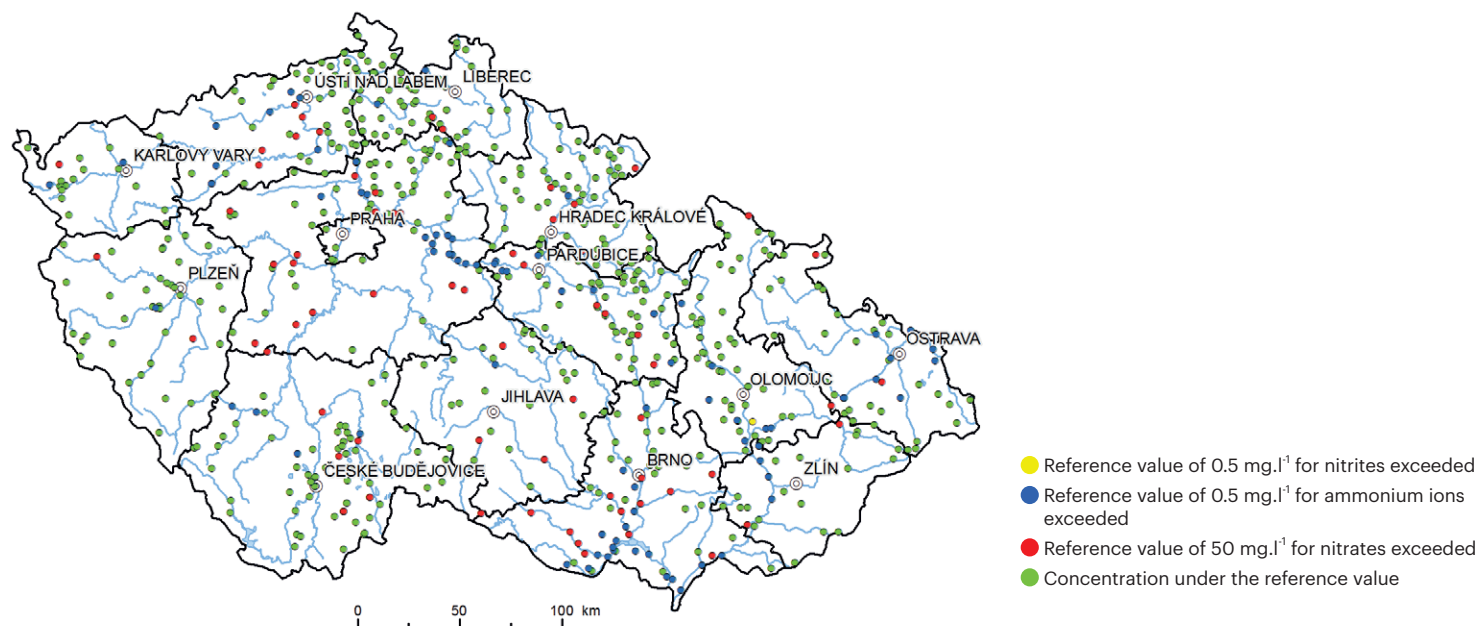 ÚSTÍ NAD LABEM
LIBEREC
KARLOVÝ VARY
HRADEC KRÁLOVÉ
PRAHA
PARDUBICE
PLZEŇ
OSTRAVA
OLOMOUC
JIHLAVA
BRNO
ZLÍN
ČESKÉ BUDĚJOVICE
Reference value of 0.5 mg.l⁻¹ for nitrites exceeded
Reference value of 0.5 mg.l⁻¹ for ammonium ions
exceeded
Reference value of 50 mg.l⁻¹ for nitrates exceeded
Concentration under the reference value
0 50 100 km